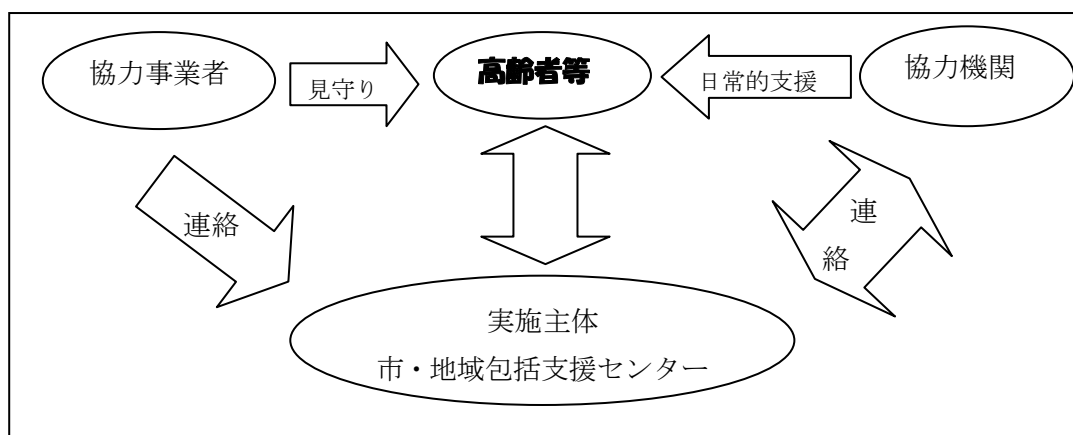 協力事業者
見守り
高齢者等
日常的支援
協力機関
連絡
連
絡
実施主体
市・地域包括支援センター